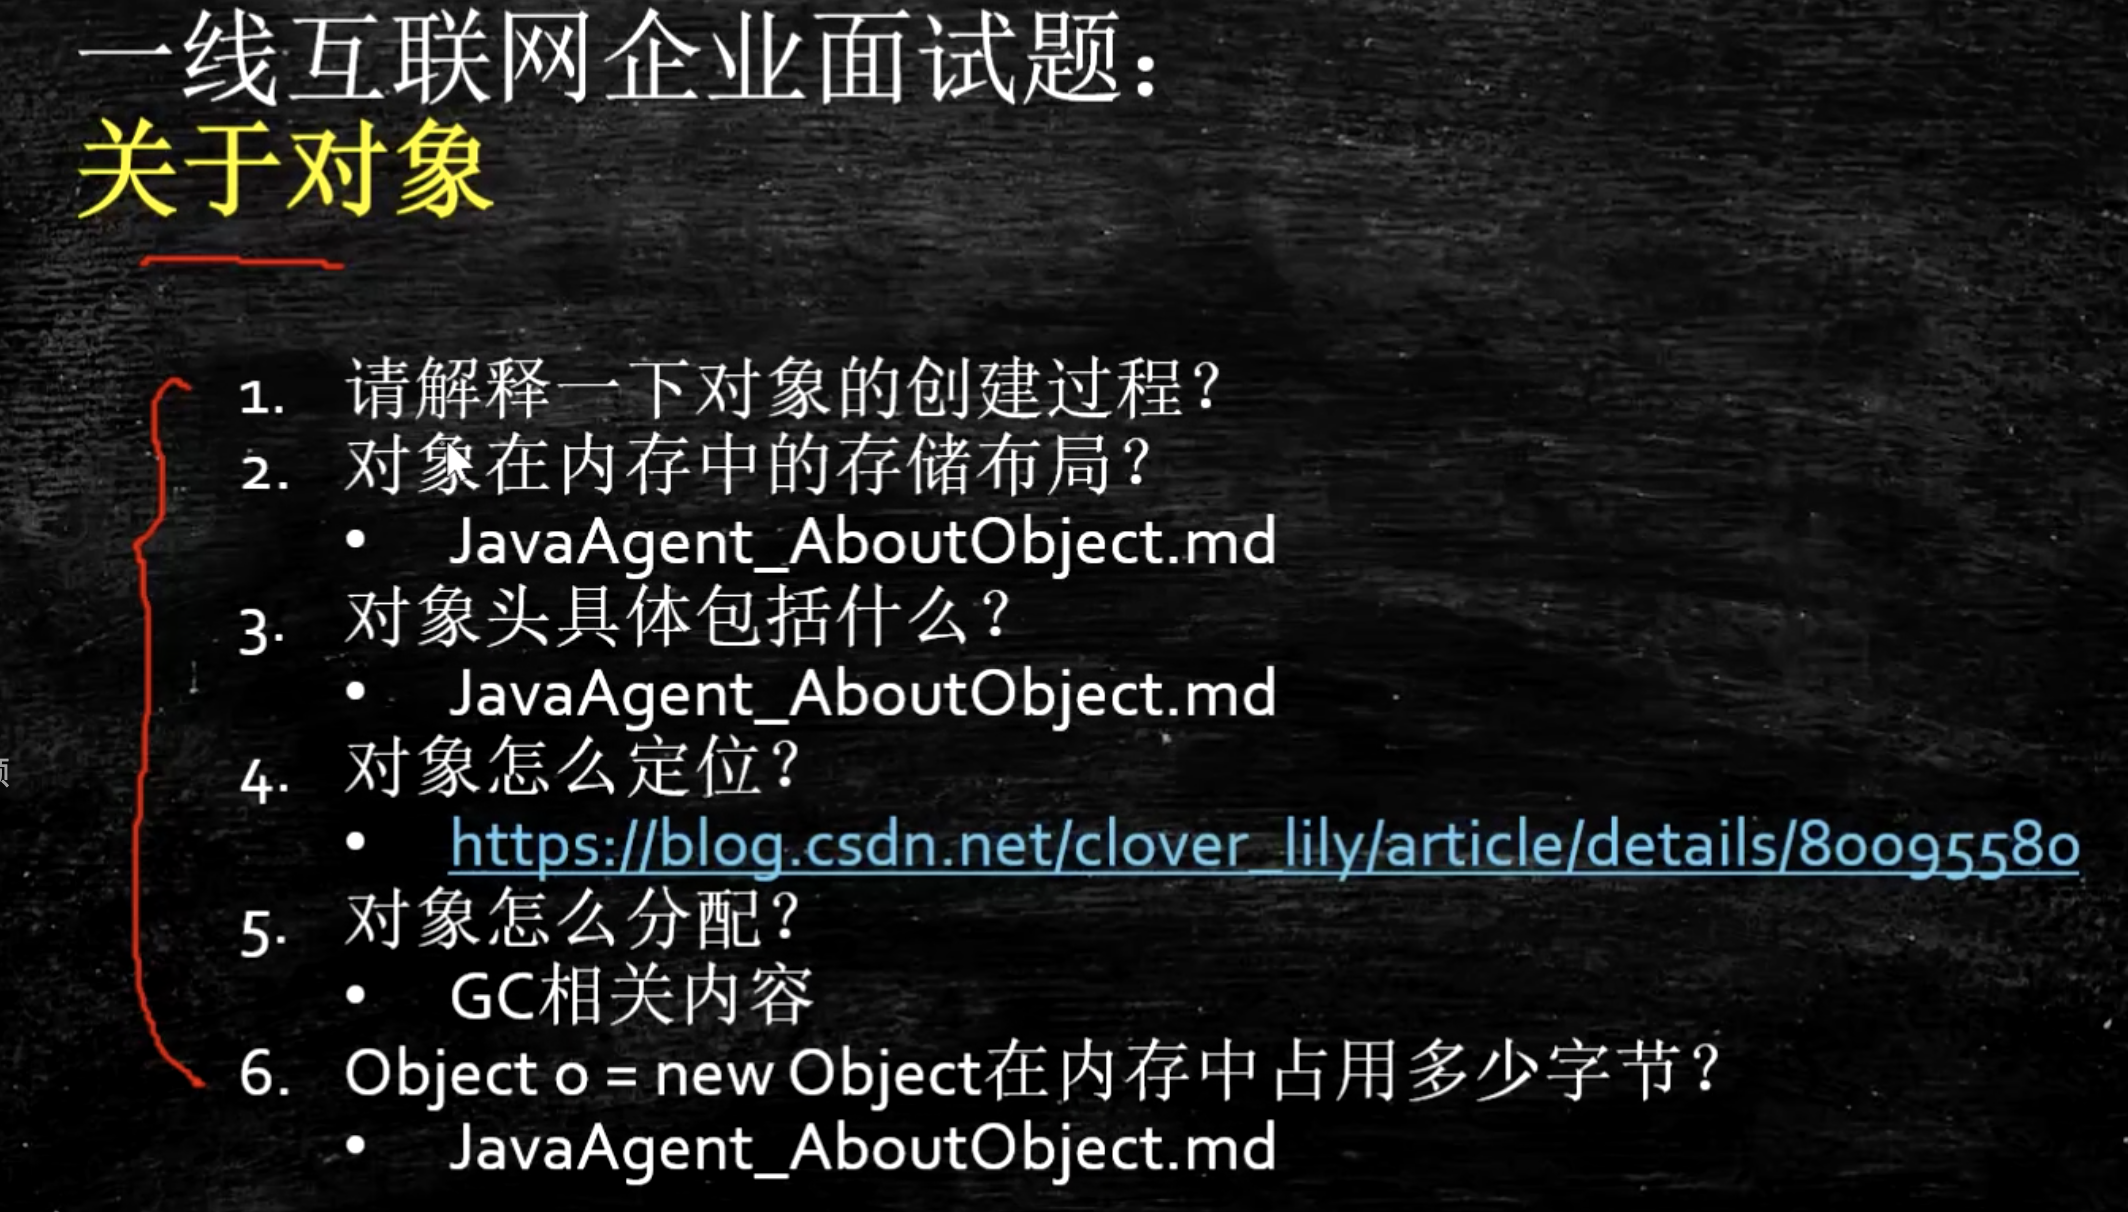 一线互联网企业面试题：
关于对象
1. 请解释一下对象的创建过程？
2. 对象在内存中的存储布局？
• JavaAgent_AboutObject.md
3. 对象头具体包括什么？
• JavaAgent_AboutObject.md
4. 对象怎么定位？
• https://blog.csdn.net/clover_lily/article/details/80095580
5. 对象怎么分配？
• GC相关内容
6. Object o = new Object在内存中占用多少字节？
• JavaAgent_AboutObject.md